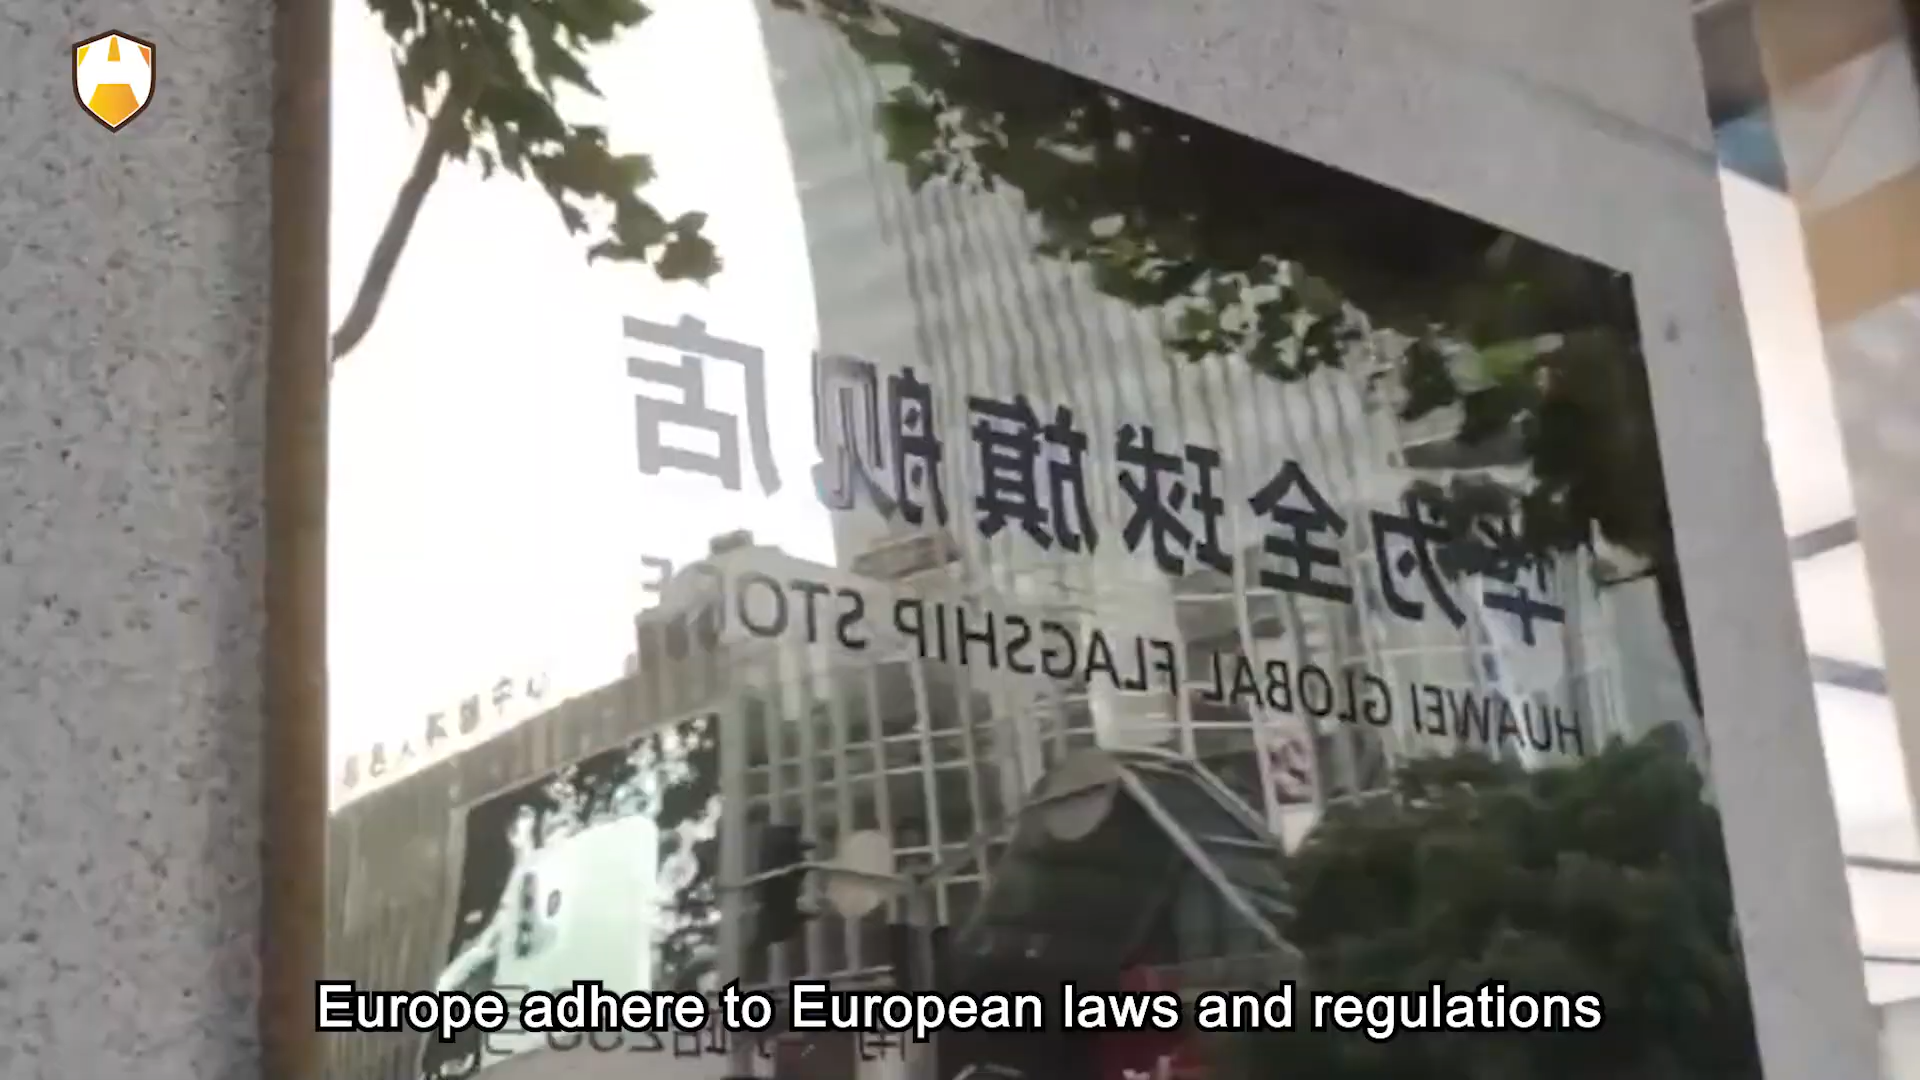 华为全球旗舰店
HUAWEI GLOBAL FLAGSHIP STORE
Europe adhere to European laws and regulations